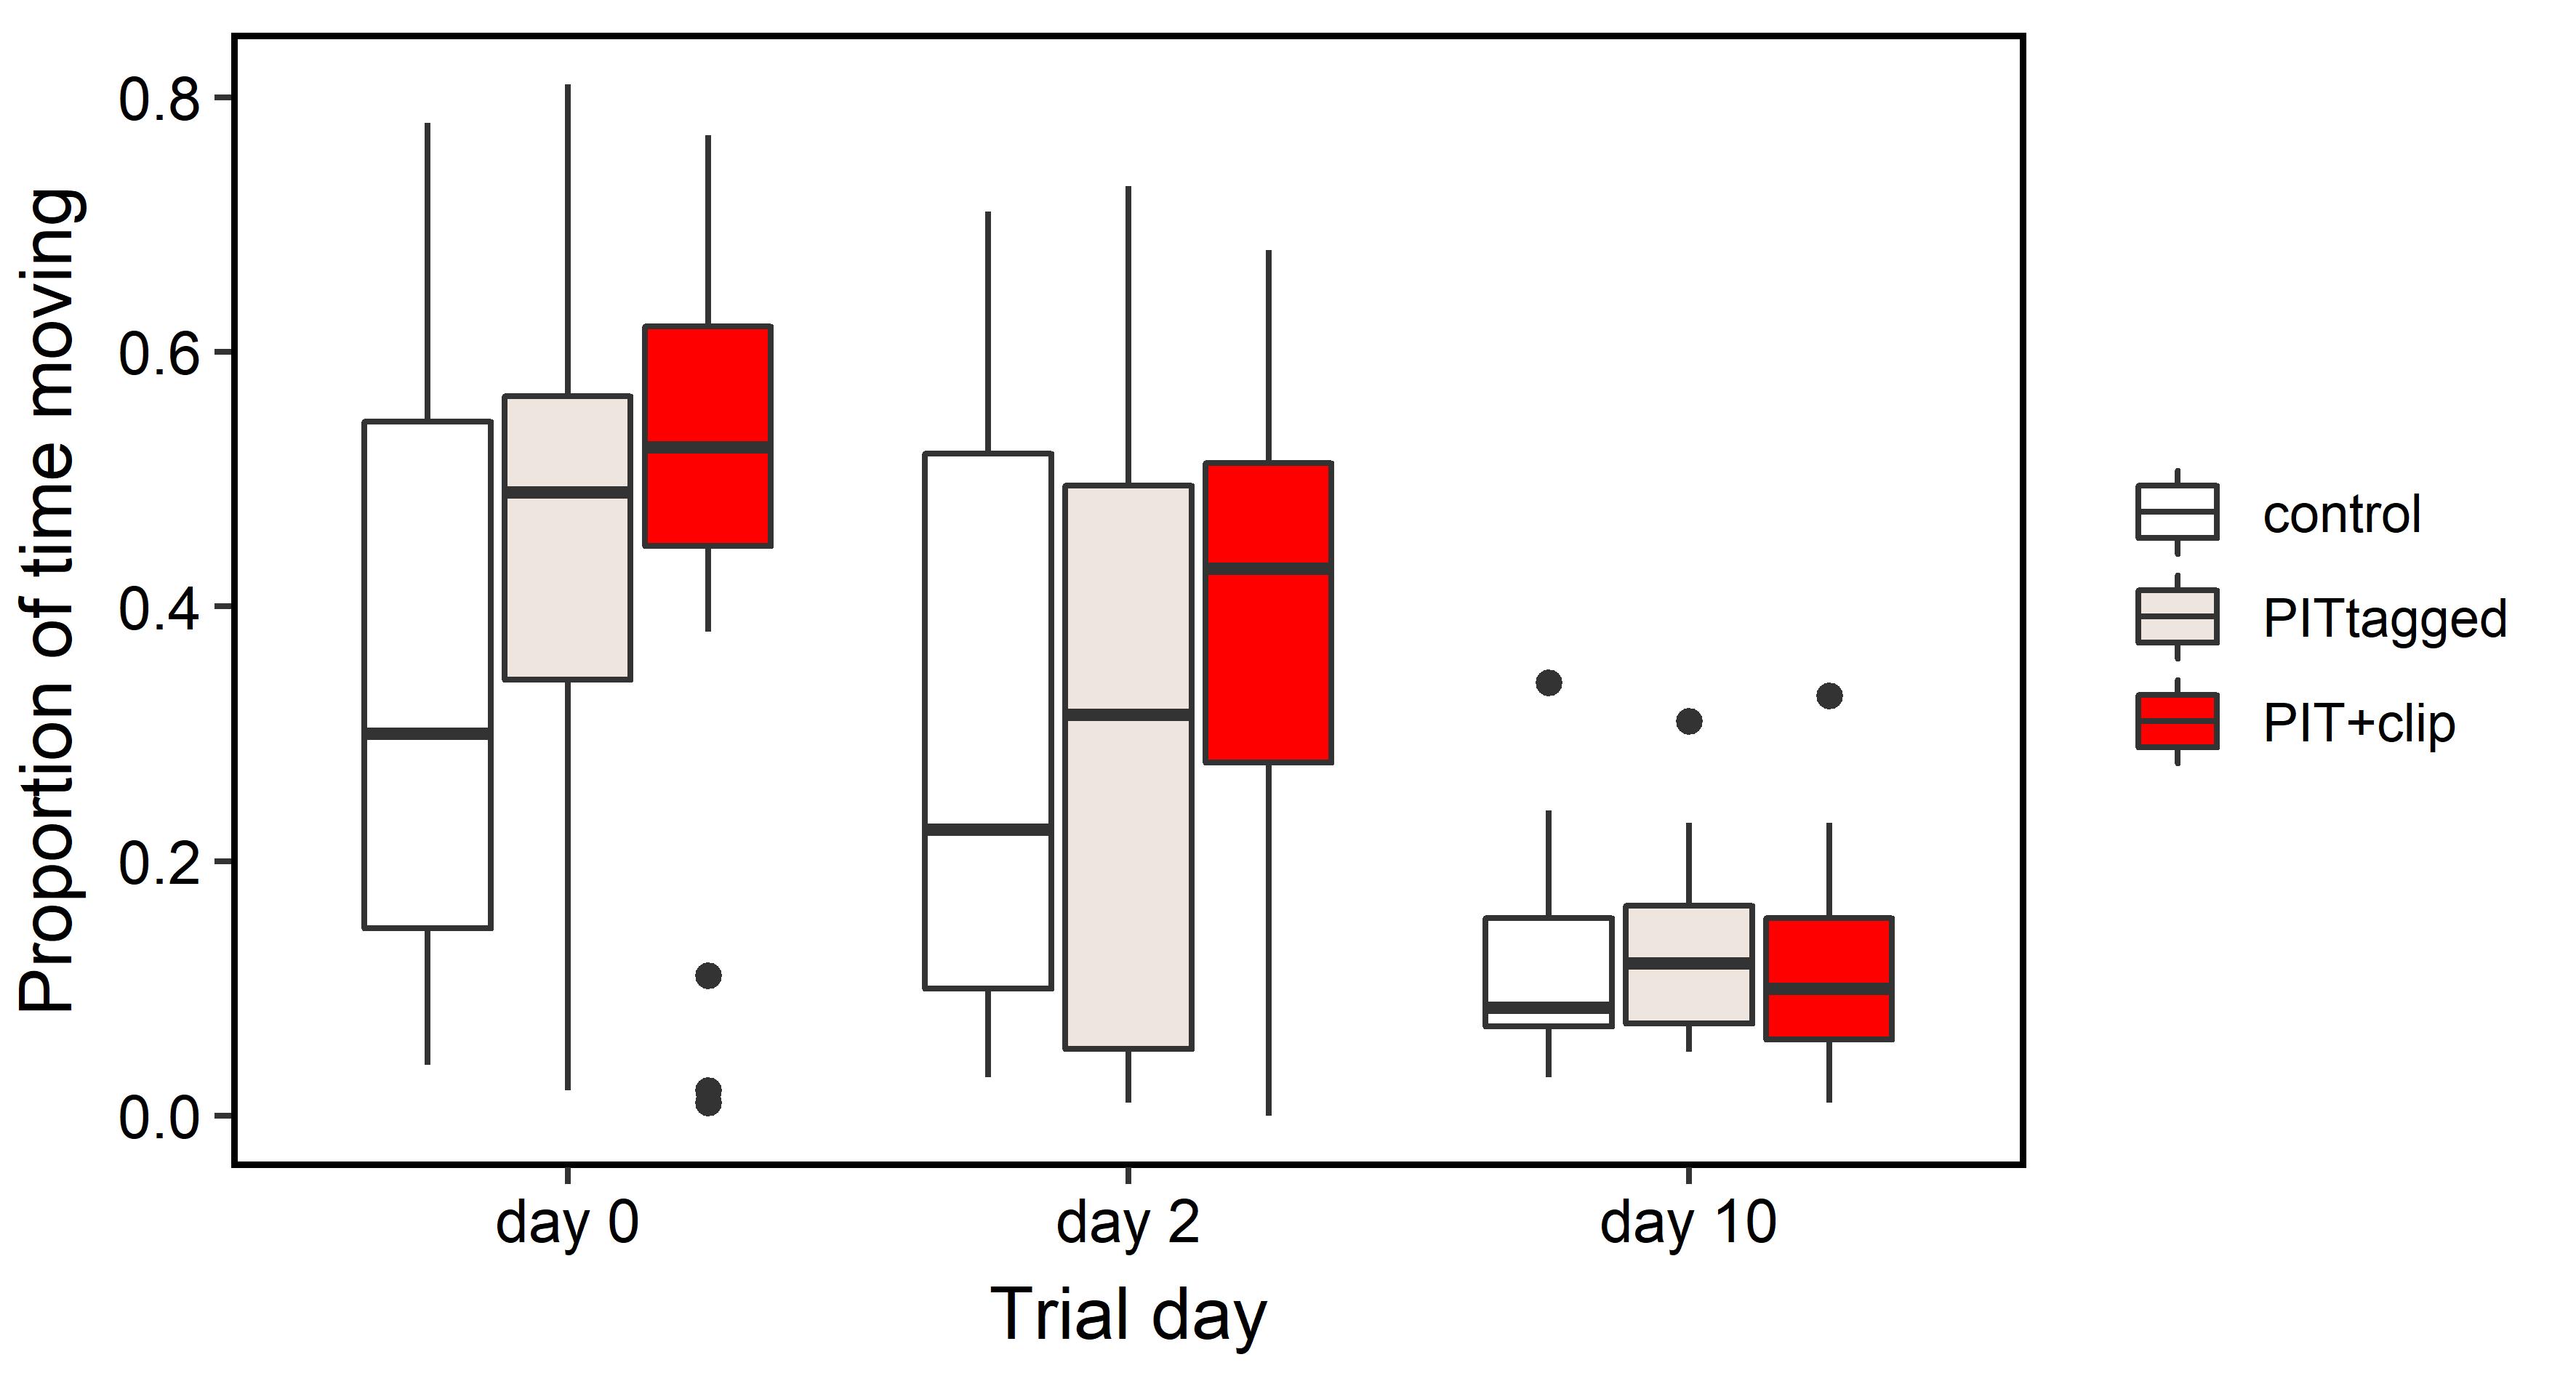 Proportion of time moving
0.8
0.6
0.4
0.2
0.0
day 0
day 2
day 10
Trial day
control
PITtagged
PIT+clip